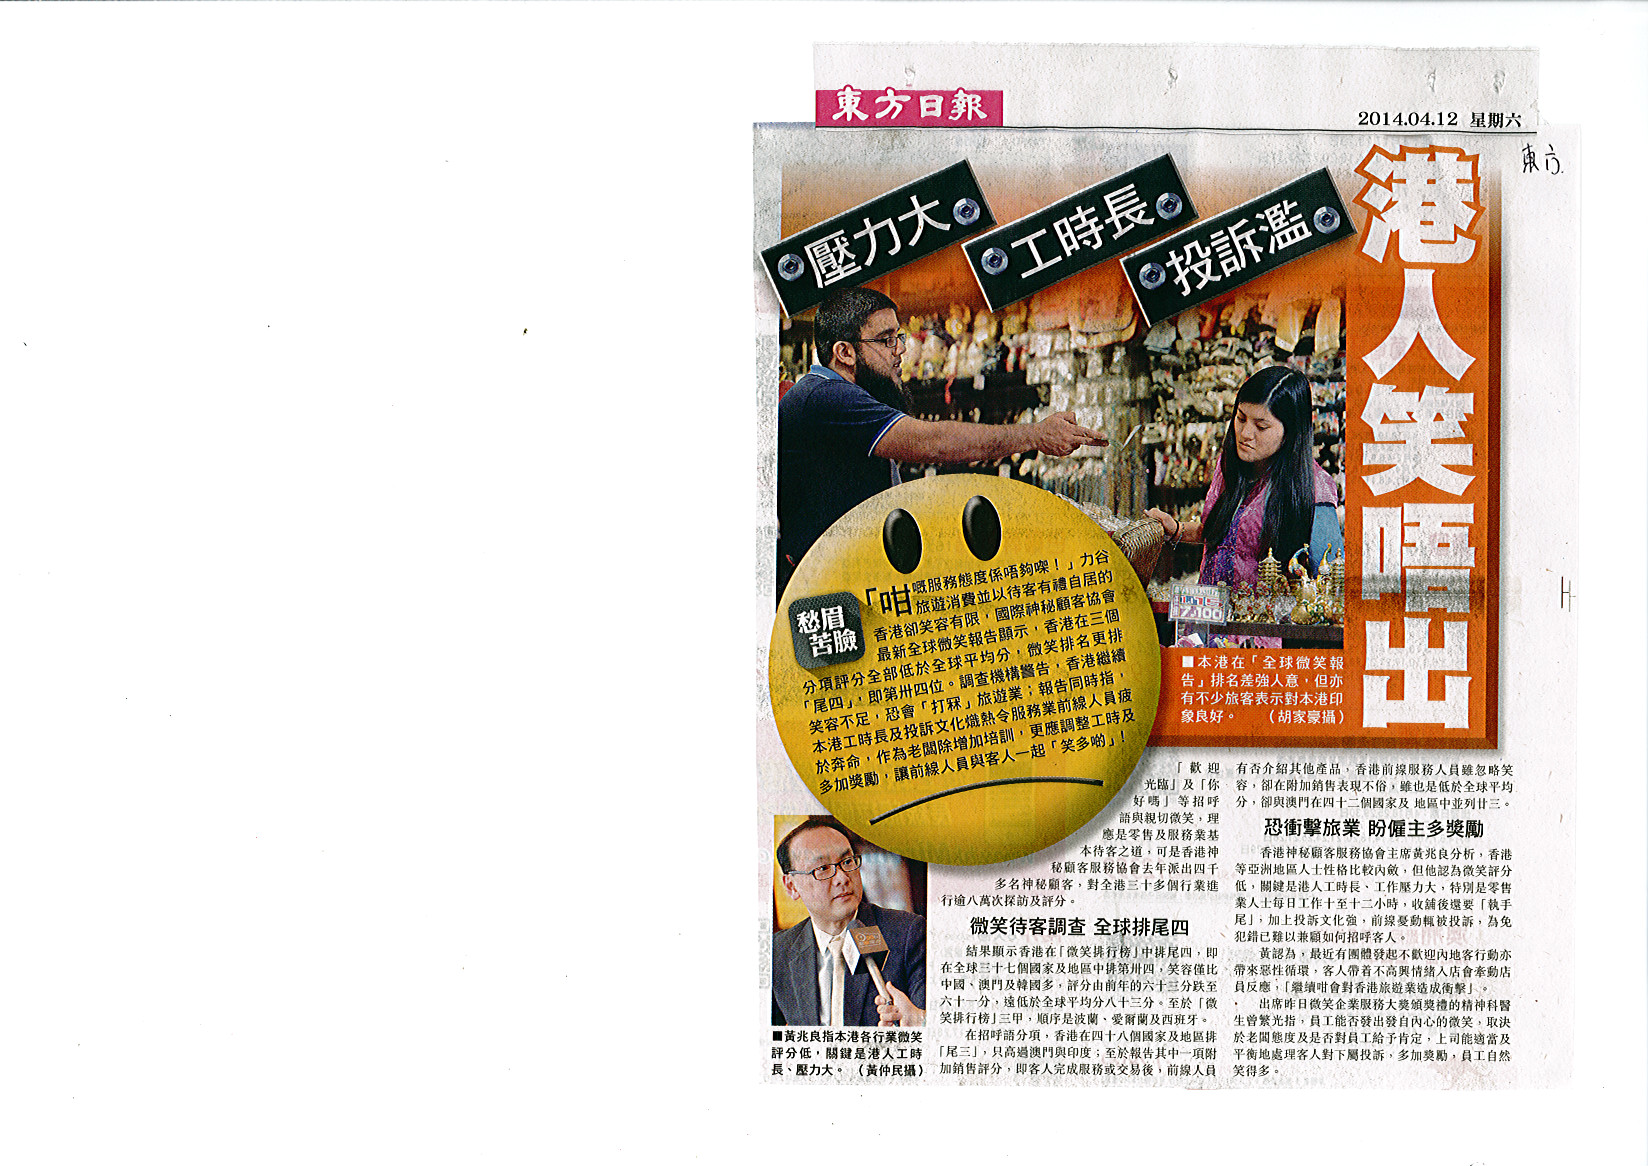 東方日報
2014.04.12 星期六
東方.
港人笑唔出
壓力大
工時長
投訴濫
愁眉
苦臉
「咁嘅服務態度係唔夠㗎！」力谷
旅遊消費並以待客有禮自居的
香港卻笑容有限，國際神秘顧客協會
最新全球微笑報告顯示，香港在三個
分項評分全部低於全球平均分，微笑排名更排
「尾四」，即第卅四位。調查機構警告，香港繼續
笑容不足，恐會「打冧」旅遊業；報告同時指，
本港工時長及投訴文化熾熱令服務業前線人員疲
於奔命，作為老闆除增加培訓，更應調整工時及
多加獎勵，讓前線人員與客人一起「笑多啲」！
7,100
■本港在「全球微笑報
告」排名差強人意，但亦
有不少旅客表示對本港印
象良好。 （胡家豪攝）
「歡迎
光臨」及「你
好嗎」等招呼
語與親切微笑，理
應是零售及服務業基
本待客之道，可是香港神
秘顧客服務協會去年派出四千
多名神秘顧客，對全港三十多個行業進
行逾八萬次探訪及評分。
微笑待客調查 全球排尾四
結果顯示香港在「微笑排行榜」中排尾四，即
在全球三十七個國家及地區中排第卅四，笑容僅比
中國、澳門及韓國多，評分由前年的六十三分跌至
六十一分，遠低於全球平均分八十三分。至於「微
笑排行榜」三甲，順序是波蘭、愛爾蘭及西班牙。
在招呼語分項，香港在四十八個國家及地區排
「尾三」，只高過澳門與印度；至於報告其中一項附
加銷售評分，即客人完成服務或交易後，前線人員
有否介紹其他產品，香港前線服務人員雖忽略笑
容，卻在附加銷售表現不俗，雖也是低於全球平均
分，卻與澳門在四十二個國家及 地區中並列廿三。
恐衝擊旅業 盼僱主多獎勵
香港神秘顧客服務協會主席黃兆良分析，香港
等亞洲地區人士性格比較內斂，但他認為微笑評分
低，關鍵是港人工時長、工作壓力大，特別是零售
業人士每日工作十至十二小時，收舖後還要「執手
尾」；加上投訴文化強，前線憂動輒被投訴，為免
犯錯已難以兼顧如何招呼客人。
黃認為，最近有團體發起不歡迎內地客行動亦
帶來惡性循環，客人帶着不高興情緒入店會牽動店
員反應，「繼續咁會對香港旅遊業造成衝擊」。
出席昨日微笑企業服務大獎頒獎禮的精神科醫
生曾繁光指，員工能否發出發自內心的微笑，取決
於老闆態度及是否對員工給予肯定，上司能適當及
平衡地處理客人對下屬投訴，多加獎勵，員工自然
笑得多。
■黃兆良指本港各行業微笑
評分低，關鍵是港人工時
長、壓力大。 （黃仲民攝）